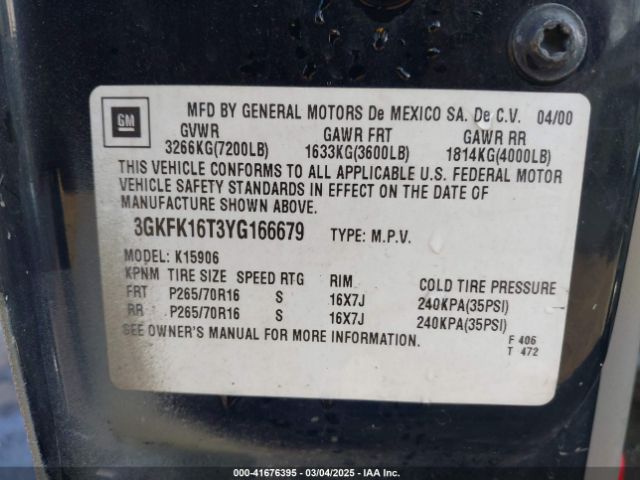 GM
MFD BY GENERAL MOTORS De MEXICO SA. De C.V. 04/00
GVWR GAWR FRT GAWR RR
3266KG(7200LB) 1633KG(3600LB) 1814KG(4000LB)
THIS VEHICLE CONFORMS TO ALL APPLICABLE U.S. FEDERAL MOTOR
VEHICLE SAFETY STANDARDS IN EFFECT ON THE DATE OF
MANUFACTURE SHOWN ABOVE.
3GKFK16T3YG166679 TYPE: M.P.V.
MODEL: K15906
KPNM TIRE SIZE SPEED RTG RIM COLD TIRE PRESSURE
FRT P265/70R16 S 16X7J 240KPA(35PSI)
RR P265/70R16 S 16X7J 240KPA(35PSI)
SEE OWNER'S MANUAL FOR MORE INFORMATION.
F 406
T 472
©: 41676395 - 03/04/2025 - IAA Inc.